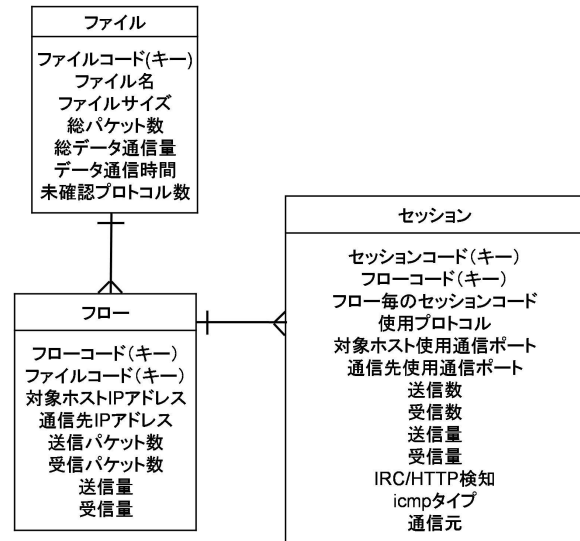 ファイル
ファイルコード(キー)
ファイル名
ファイルサイズ
総パケット数
総データ通信量
データ通信時間
未確認プロトコル数
フロー
フローコード(キー)
ファイルコード(キー)
対象ホストIPアドレス
通信先IPアドレス
送信パケット数
受信パケット数
送信量
受信量
セッション
セッションコード(キー)
フローコード(キー)
フロー毎のセッションコード
使用プロトコル
対象ホスト使用通信ポート
通信先使用通信ポート
送信数
受信数
送信量
受信量
IRC/HTTP検知
icmpタイプ
通信元